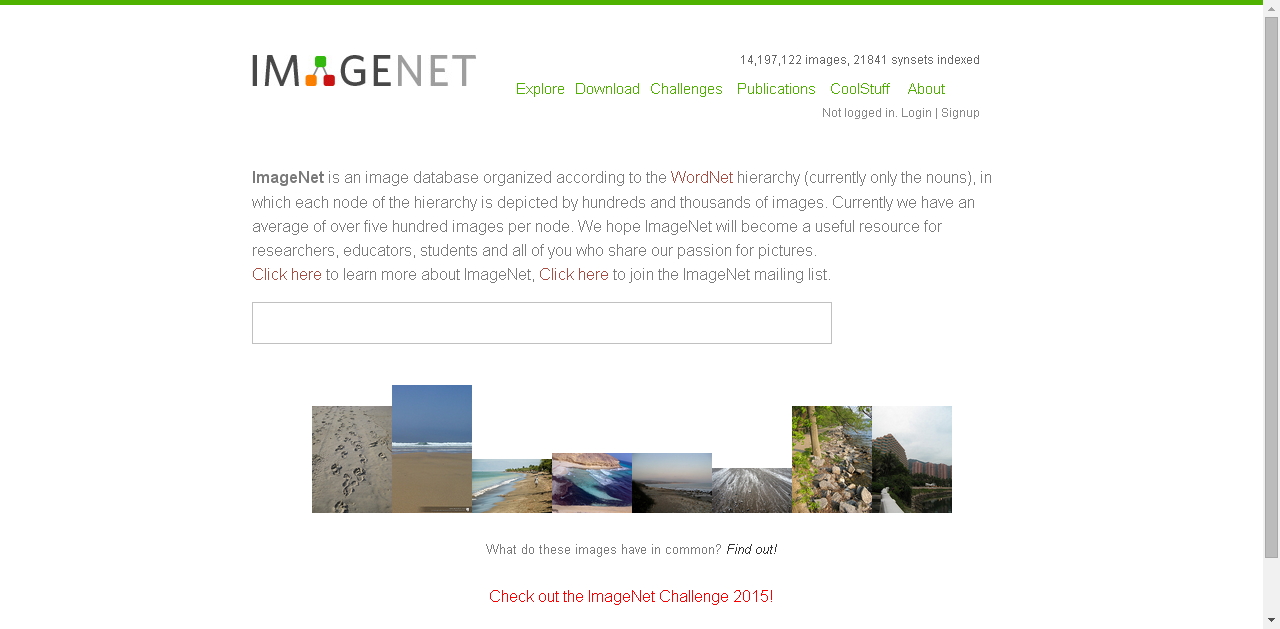 IMAGENET
14,197,122 images, 21841 synsets indexed
Explore Download Challenges Publications CoolStuff About
Not logged in. Login | Signup
ImageNet is an image database organized according to the WordNet hierarchy (currently only the nouns), in
which each node of the hierarchy is depicted by hundreds and thousands of images. Currently we have an
average of over five hundred images per node. We hope ImageNet will become a useful resource for
researchers, educators, students and all of you who share our passion for pictures.
Click here to learn more about ImageNet, Click here to join the ImageNet mailing list.
What do these images have in common? Find out!
Check out the ImageNet Challenge 2015!